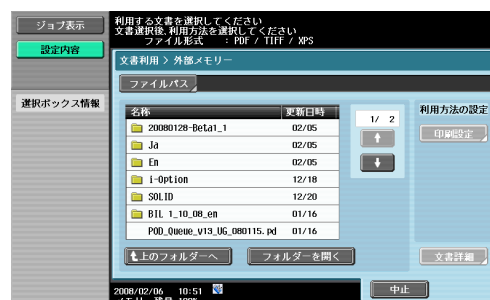 ジョブ表示
設定内容
選択ボックス情報
利用する文書を選択してください
文書選択後,利用方法を選択してください
ファイル形式 : PDF / TIFF / XPS
文書利用 > 外部メモリー
ファイルパス
名称 更新日時
20080128-Beta1_1 02/05
Ja 02/05
En 02/05
i-Option 12/18
SOLID 12/20
BIL 1_10_08_en 01/16
POD_Queue_v13_UG_080115.pd 01/16
1/ 2
↑
↓
利用方法の設定
印刷設定
上のフォルダーへ
フォルダーを開く
文書詳細
2008/02/06 10:51
中止
メモリー残量 100%